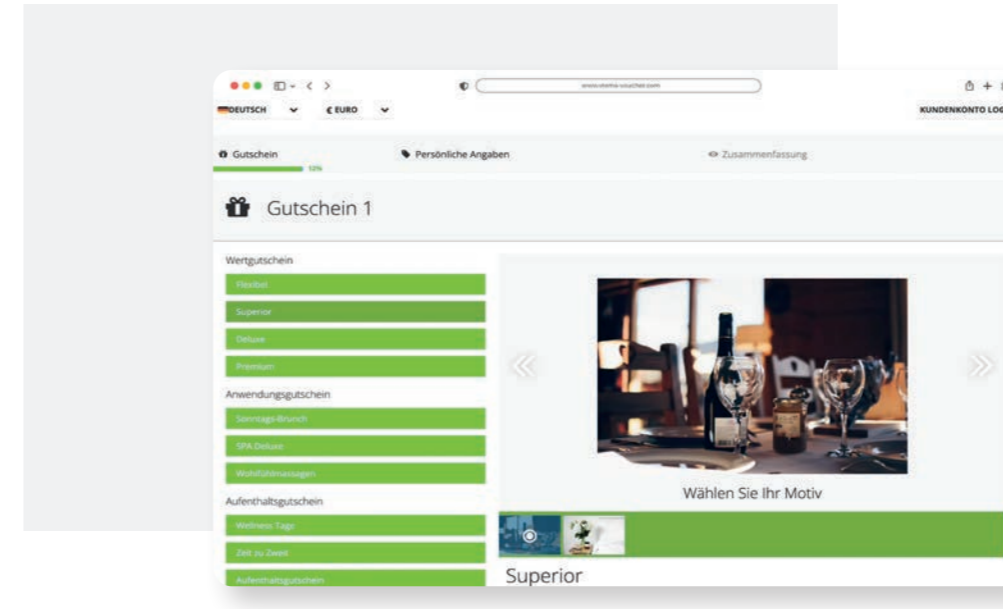 DEUTSCH € EURO KUNDENKONTO LOG
Gutschein Persönliche Angaben Zusammenfassung
Gutschein 1
Wertgutschein
Flexibel
Superior
Deluxe
Premium
Anwendungsgutschein
Sonntags-Brunch
SPA Deluxe
Wohlfühlmassagen
Aufenthaltsgutschein
Wellness Tage
Zeit zu Zweit
Aufenthaltsgutschein
Wählen Sie Ihr Motiv
Superior